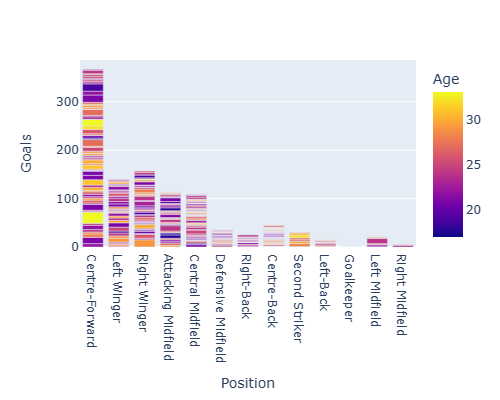 Age
Goals
300
200
100
0
30
25
20
Centre-Forward
Left Winger
Right Winger
Attacking Midfield
Central Midfield
Defensive Midfield
Right-Back
Centre-Back
Second Striker
Left-Back
Goalkeeper
Left Midfield
Right Midfield
Position